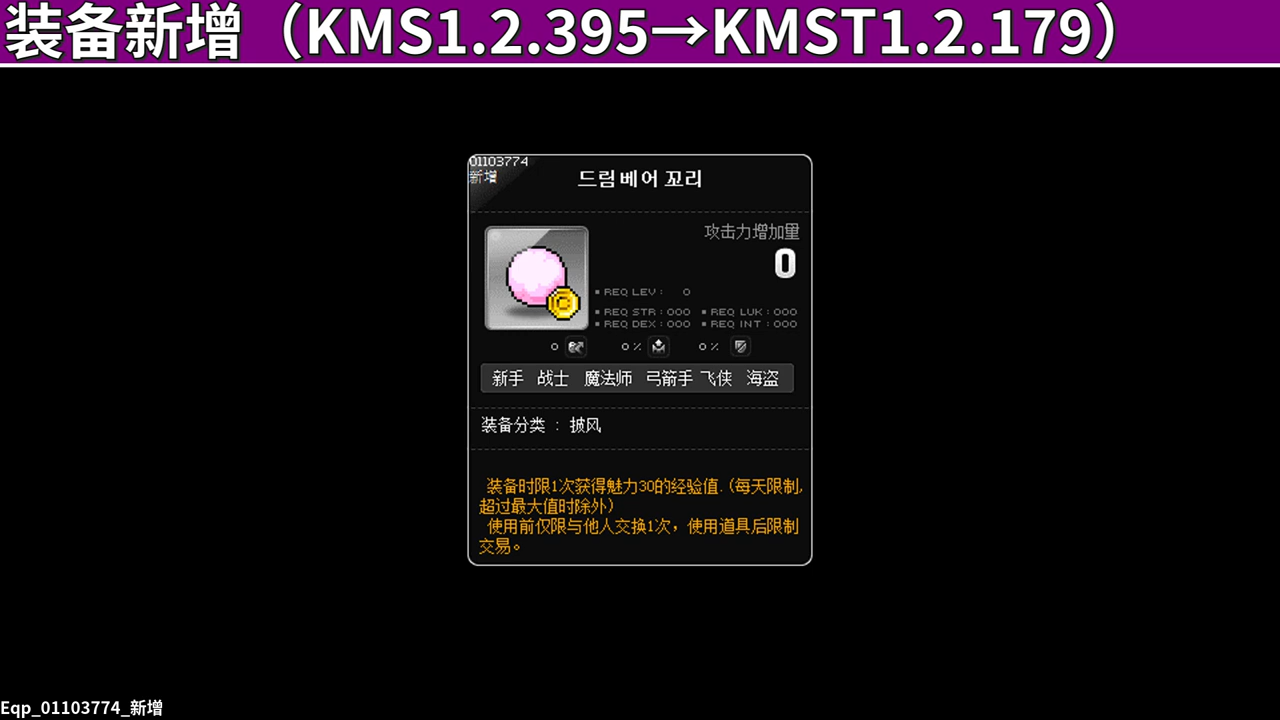 装备新增（KMS1.2.395→KMST1.2.179）
01103774
新增
드림베어 꼬리
攻击力增加量
0
REQ LEV : 0
REQ STR : 000 REQ LUK : 000
REQ DEX : 000 REQ INT : 000
0 0 % 0 %
新手 战士 魔法师 弓箭手 飞侠 海盗
装备分类 : 披风
装备时限1次获得魅力30的经验值.(每天限制,
超过最大值时除外)
使用前仅限与他人交换1次，使用道具后限制
交易。
Eqp_01103774_新增